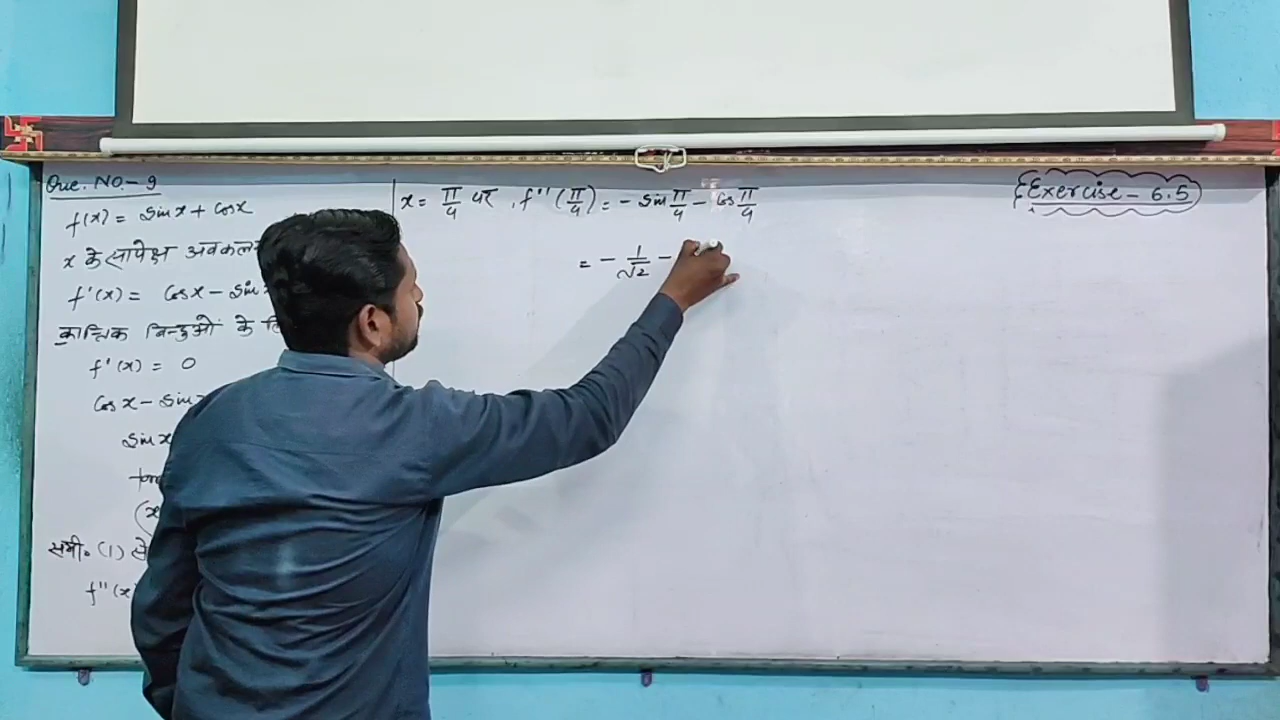 Que. NO.- 9
f(x) = Sin x + Cos x
x के सापेक्ष
f'(x) = Cos x - Sin
क्रान्तिक बिन्दुओं के
f'(x) = 0
Cos x - Sin
Sin x
समी० (1) से
f''(x)
x = π/4 पर , f''(π/4) = - Sin π/4 - Cos π/4
= - 1/√2 -
Exercise - 6.5